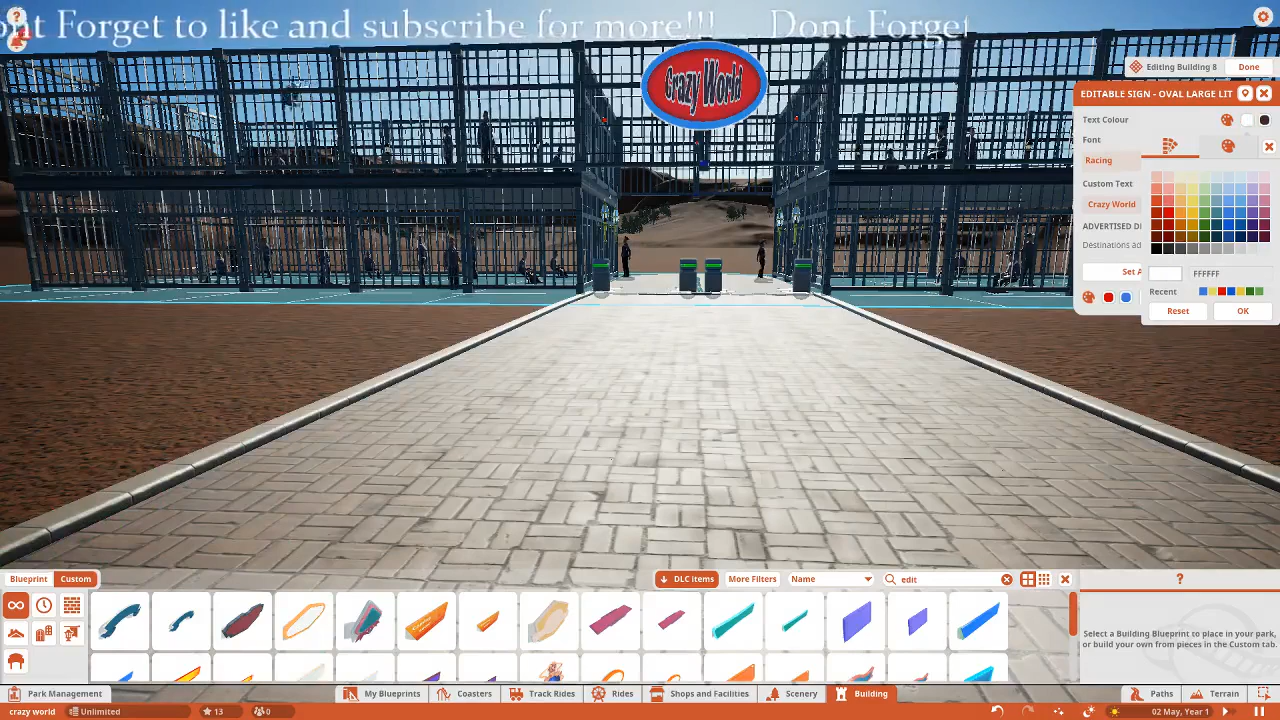 ont Forget to like and subscribe for more!!!     Dont Forget
Crazy World
Editing Building 8
Done
EDITABLE SIGN - OVAL LARGE LIT
Text Colour
Font
Racing
Custom Text
Crazy World
ADVERTISED DE
Destinations ad
Set A
FFFFFF
Recent
Reset
OK
Blueprint
Custom
DLC Items
More Filters
Name
edit
?
Select a Building Blueprint to place in your park,
or build your own from pieces in the Custom tab.
Park Management
My Blueprints
Coasters
Track Rides
Rides
Shops and Facilities
Scenery
Building
Paths
Terrain
crazy world
Unlimited
13
0
02 May, Year 1